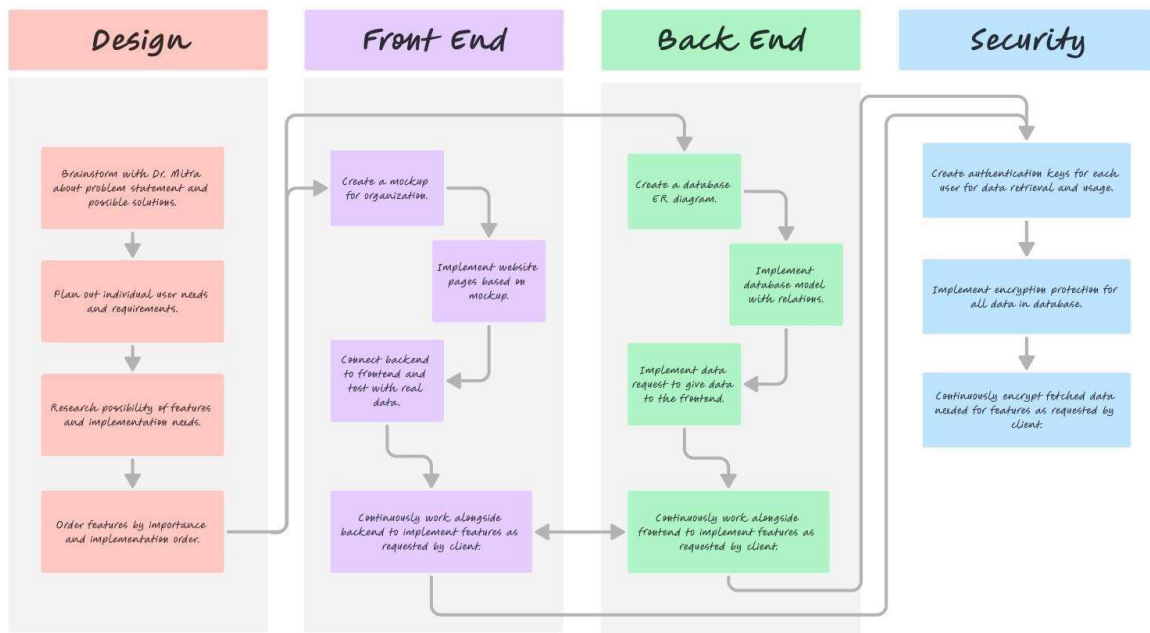 Design
Front End
Back End
Security
Brainstorm with Dr. Mitra
about problem statement and
possible solutions.
Plan out individual user needs
and requirements.
Research possibility of features
and implementation needs.
Order features by importance
and implementation order.
Create a mockup
for organization.
Implement website
pages based on
mockup.
Connect backend
to frontend and
test with real
data.
Continuously work alongside
backend to implement features as
requested by client.
Create a database
ER diagram.
Implement
database model
with relations.
Implement data
request to give data
to the frontend.
Continuously work alongside
frontend to implement features as
requested by client.
Create authentication keys for each
user for data retrieval and usage.
Implement encryption protection for
all data in database.
Continuously encrypt fetched data
needed for features as requested by
client.